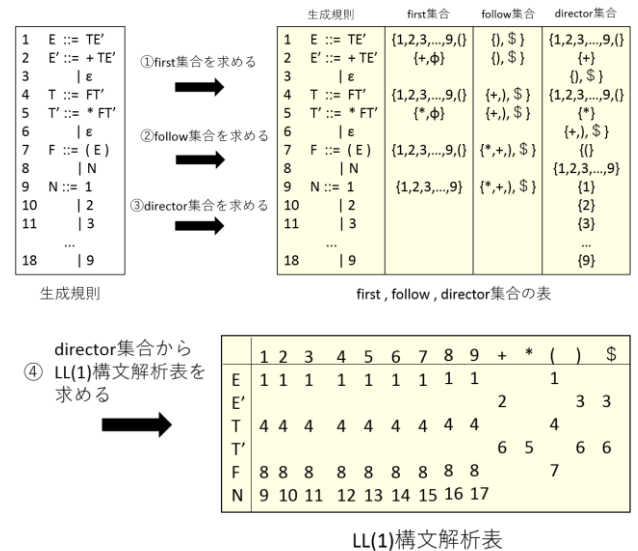 生成規則 first集合 follow集合 director集合
1 E ::= TE' {1,2,3,...,9,(} {), $ } {1,2,3,...,9,(}
2 E' ::= + TE' {+,ф} {), $ } {+}
3 | ε {), $ }
4 T ::= FT' {1,2,3,...,9,(} {+,), $ } {1,2,3,...,9,(}
5 T' ::= * FT' {*,ф} {+,), $ } {*}
6 | ε {+,), $ }
7 F ::= ( E ) {1,2,3,...,9,(} {*,+,), $ } {(}
8 | N {1,2,3,...,9}
9 N ::= 1 {1,2,3,...,9} {*,+,), $ } {1}
10 | 2 {2}
11 | 3 {3}
... ...
18 | 9 {9}
first , follow , director集合の表
1 E ::= TE'
2 E' ::= + TE'
3 | ε
4 T ::= FT'
5 T' ::= * FT'
6 | ε
7 F ::= ( E )
8 | N
9 N ::= 1
10 | 2
11 | 3
...
18 | 9
生成規則
①first集合を求める
②follow集合を求める
③director集合を求める
④ director集合から
LL(1)構文解析表を
求める
1 2 3 4 5 6 7 8 9 + * ( ) $
E 1 1 1 1 1 1 1 1 1 1
E' 2 3 3
T 4 4 4 4 4 4 4 4 4 4
T' 6 5 6 6
F 8 8 8 8 8 8 8 8 8 7
N 9 10 11 12 13 14 15 16 17
LL(1)構文解析表